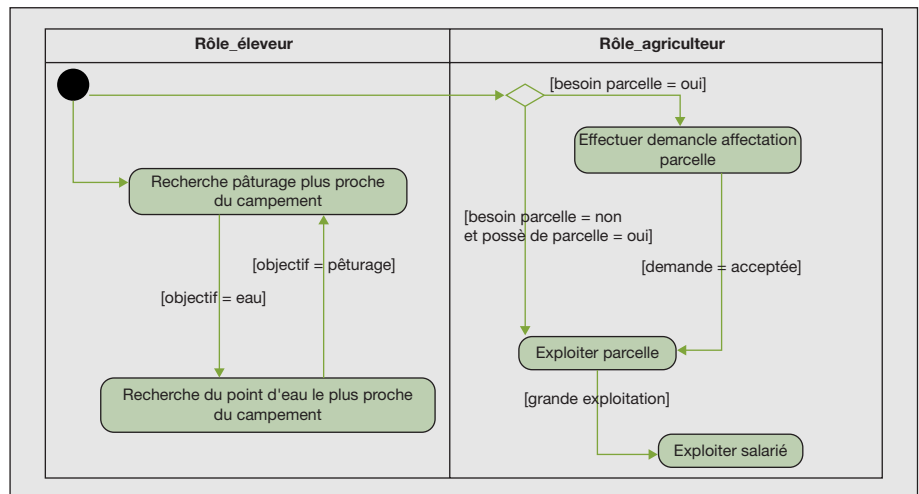 Rôle_éleveur
Rôle_agriculteur
[besoin parcelle = oui]
Effectuer demancle affectation
parcelle
Recherche pâturage plus proche
du campement
[besoin parcelle = non
et possè de parcelle = oui]
[objectif = pêturage]
[demande = acceptée]
[objectif = eau]
Exploiter parcelle
Recherche du point d'eau le plus proche
du campement
[grande exploitation]
Exploiter salarié